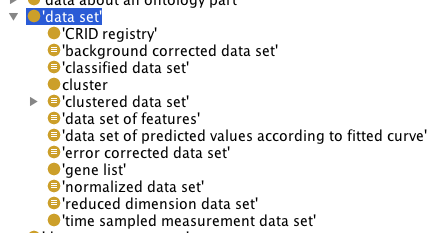 data about an ontology part
'data set'
'CRID registry'
'background corrected data set'
'classified data set'
cluster
'clustered data set'
'data set of features'
'data set of predicted values according to fitted curve'
'error corrected data set'
'gene list'
'normalized data set'
'reduced dimension data set'
'time sampled measurement data set'